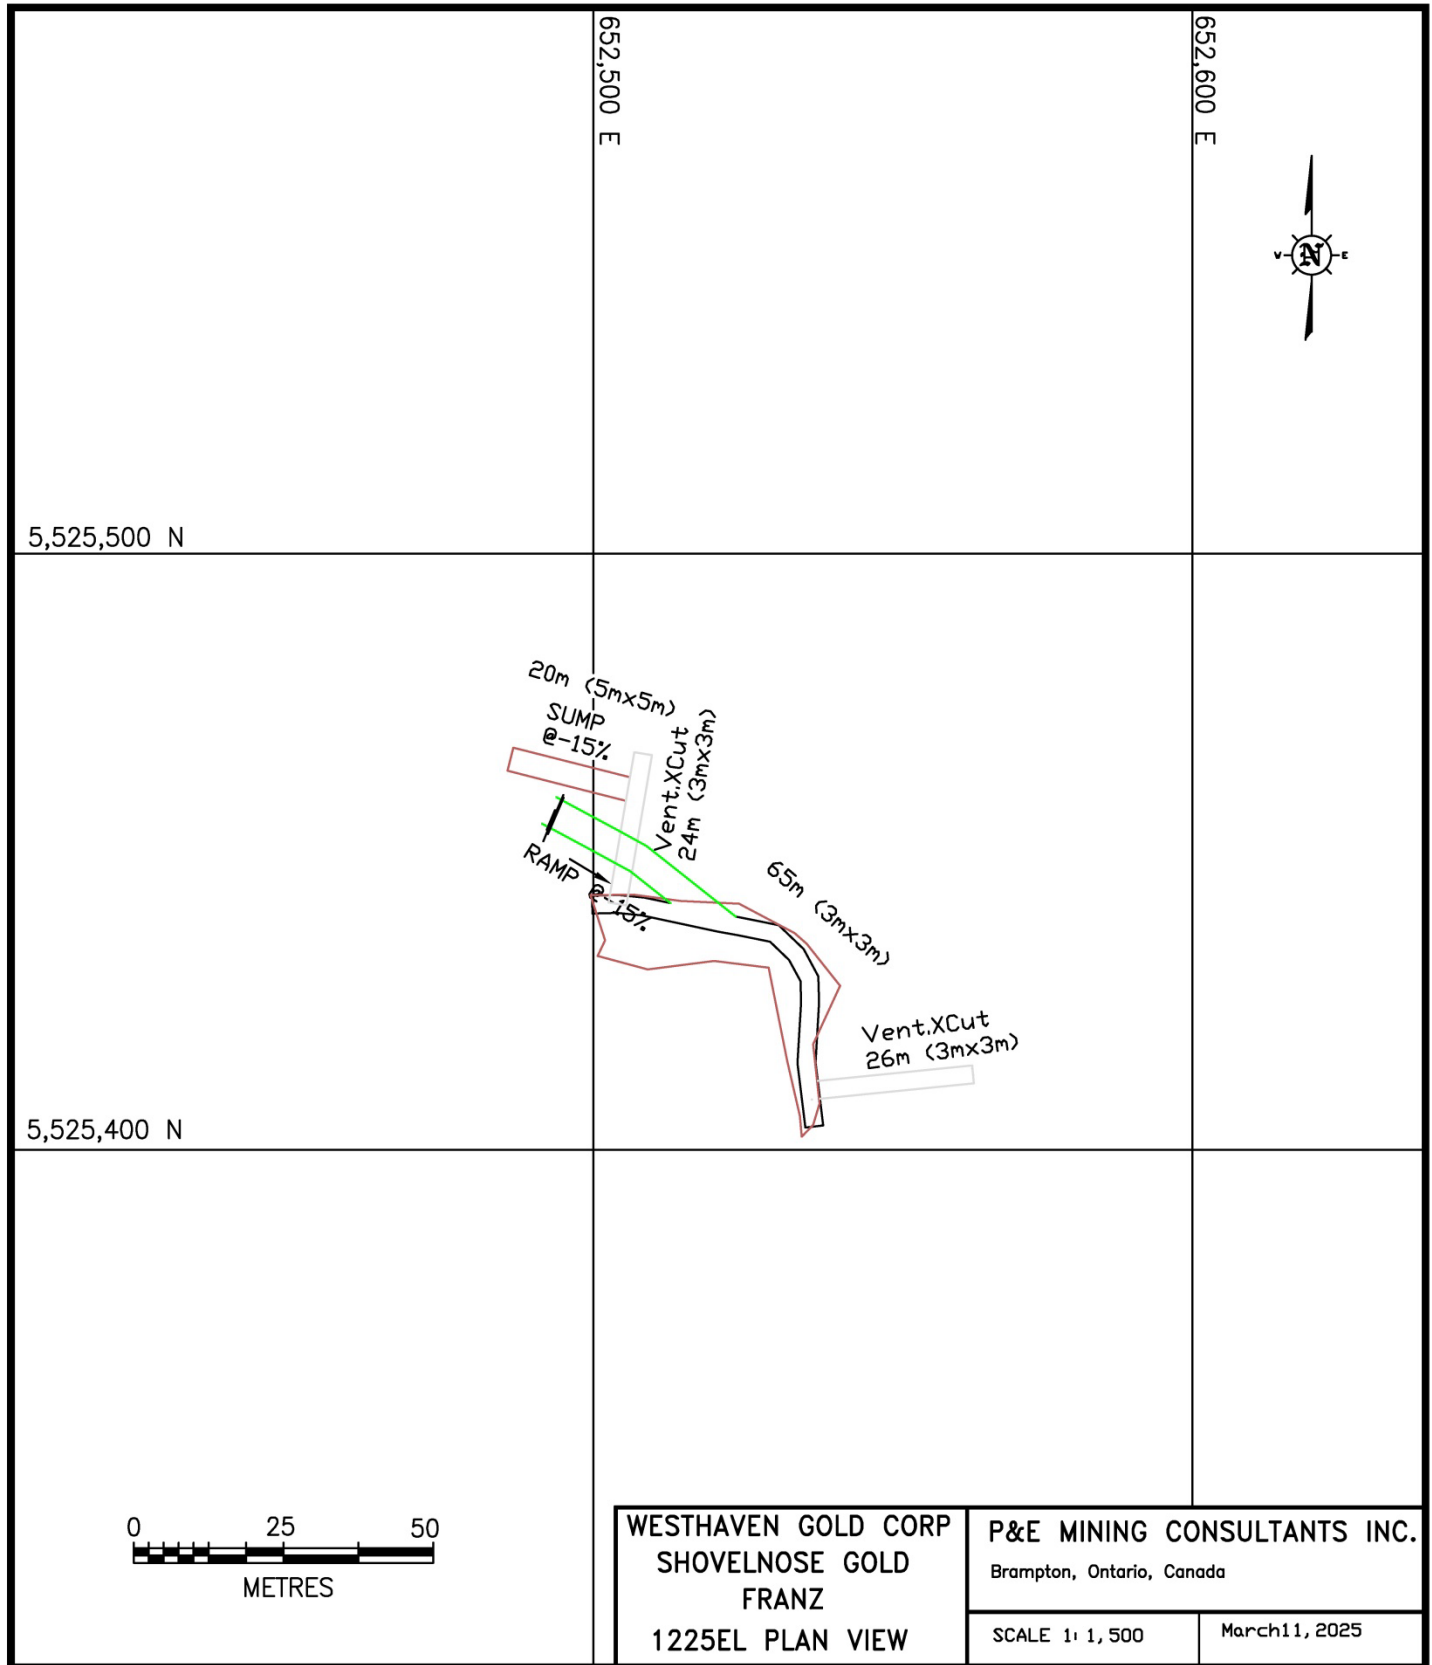 652,500 E
652,600 E
N
W
E
5,525,500 N
20m (5mx5m)
SUMP
@-15%
Vent.XCut
24m (3mx3m)
RAMP @-15%
65m (3mx3m)
Vent.XCut
26m (3mx3m)
5,525,400 N
0 25 50
METRES
WESTHAVEN GOLD CORP
SHOVELNOSE GOLD
FRANZ
1225EL PLAN VIEW
P&E MINING CONSULTANTS INC.
Brampton, Ontario, Canada
SCALE 1: 1,500
March11,2025